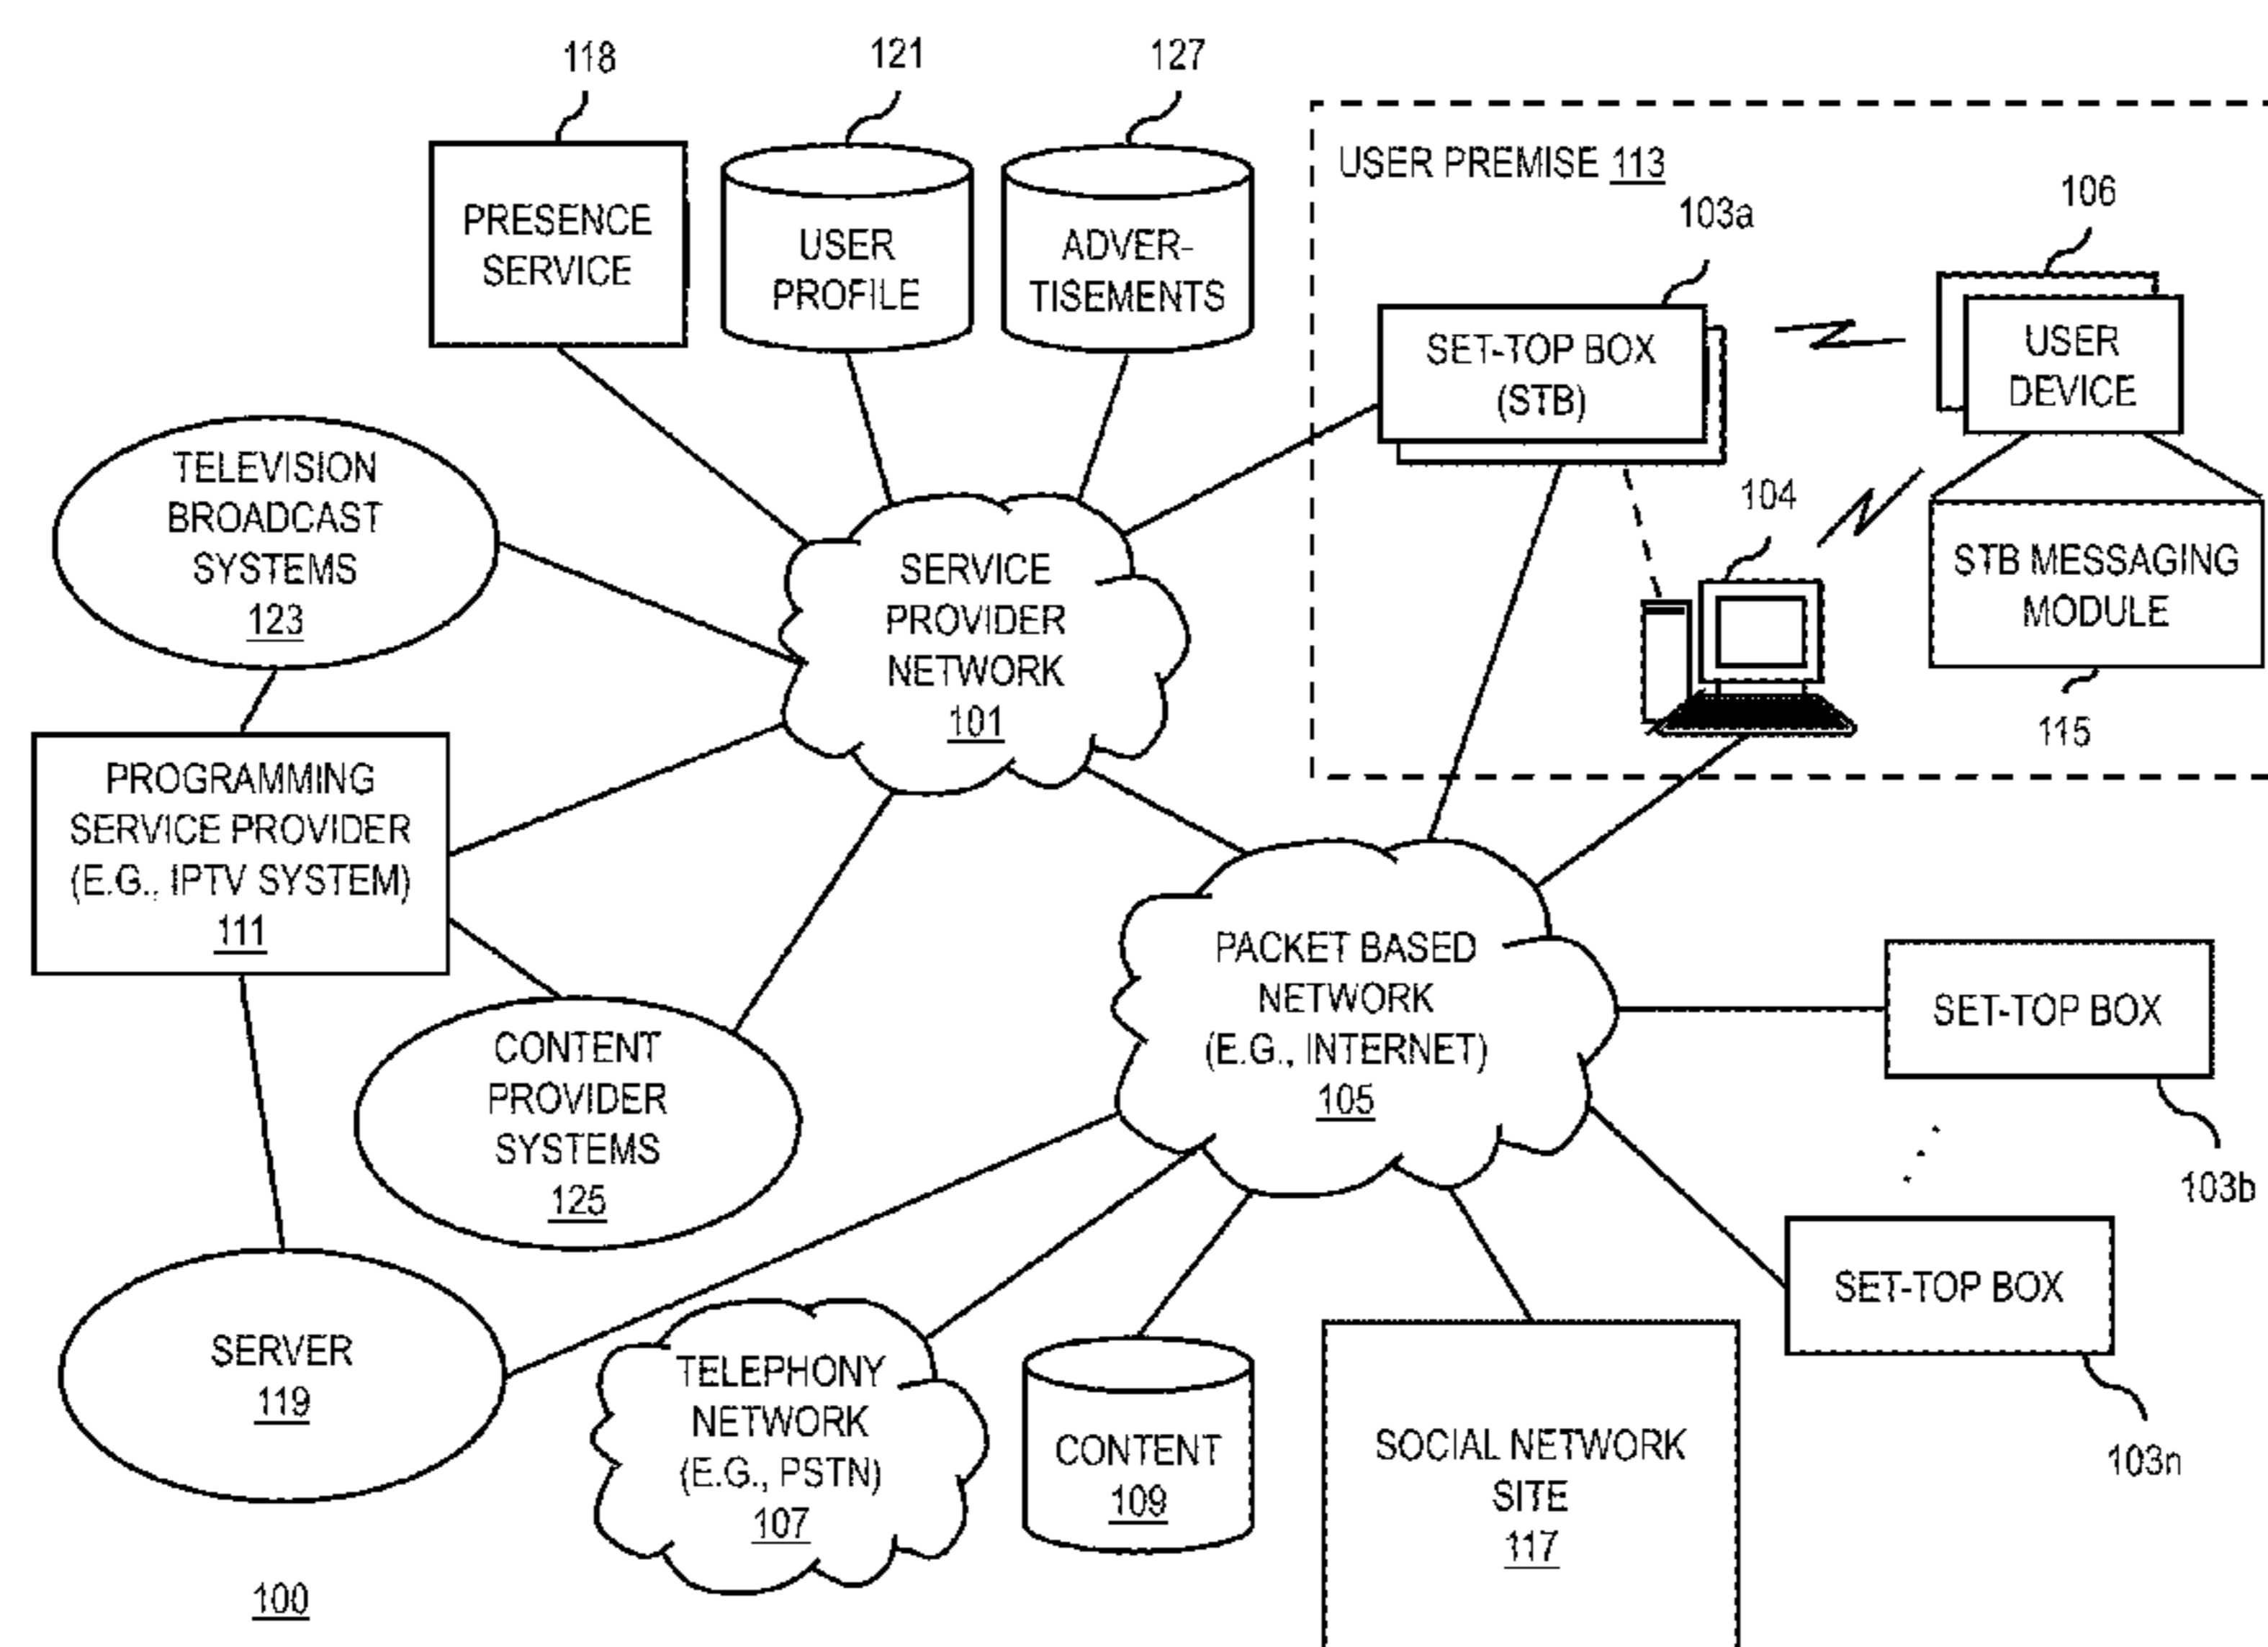 118
121
127
PRESENCE
SERVICE
USER
PROFILE
ADVER-
TISEMENTS
USER PREMISE 113
103a
106
SET-TOP BOX
(STB)
USER
DEVICE
104
STB MESSAGING
MODULE
115
TELEVISION
BROADCAST
SYSTEMS
123
SERVICE
PROVIDER
NETWORK
101
PROGRAMMING
SERVICE PROVIDER
(E.G., IPTV SYSTEM)
111
CONTENT
PROVIDER
SYSTEMS
125
PACKET BASED
NETWORK
(E.G., INTERNET)
105
SET-TOP BOX
103b
SET-TOP BOX
103n
SERVER
119
TELEPHONY
NETWORK
(E.G., PSTN)
107
CONTENT
109
SOCIAL NETWORK
SITE
117
100